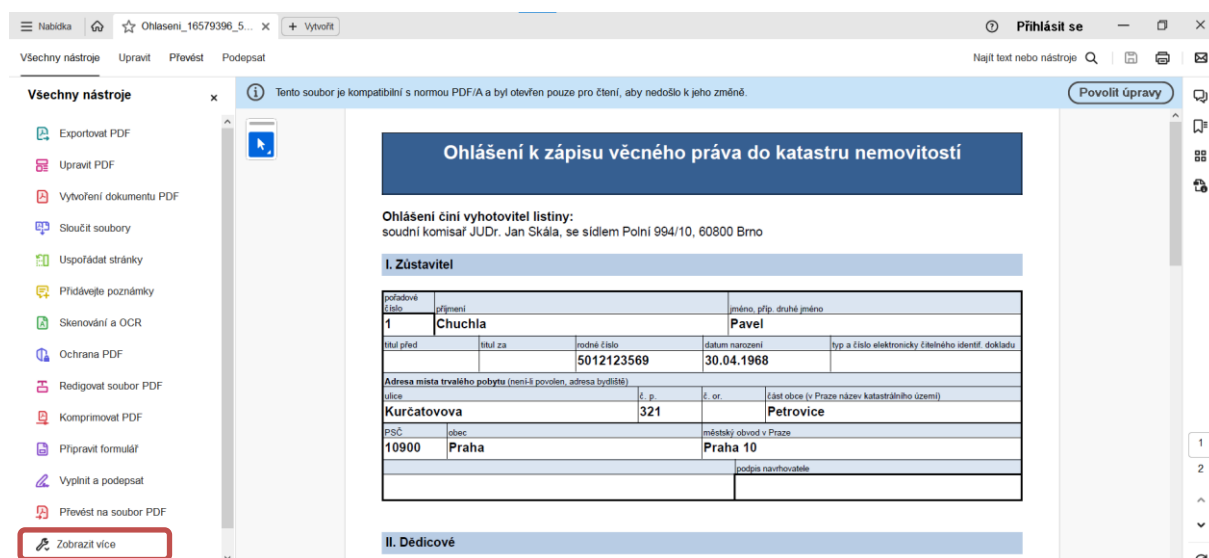 Nabídka
Ohlaseni_16579396_5...
Vytvořit
Přihlásit se
Všechny nástroje Upravit Převést Podepsat
Najít text nebo nástroje
Všechny nástroje
Exportovat PDF
Upravit PDF
Vytvoření dokumentu PDF
Sloučit soubory
Uspořádat stránky
Přidávejte poznámky
Skenování a OCR
Ochrana PDF
Redigovat soubor PDF
Komprimovat PDF
Připravit formulář
Vyplnit a podepsat
Převést na soubor PDF
Zobrazit více
Tento soubor je kompatibilní s normou PDF/A a byl otevřen pouze pro čtení, aby nedošlo k jeho změně.
Povolit úpravy
Ohlášení k zápisu věcného práva do katastru nemovitostí
Ohlášení činí vyhotovitel listiny:
soudní komisař JUDr. Jan Skála, se sídlem Polní 994/10, 60800 Brno
I. Zůstavitel
pořadové
číslo příjmení jméno, příp. druhé jméno
1 Chuchla Pavel
titul před titul za rodné číslo datum narození typ a číslo elektronicky čitelného identif. dokladu
5012123569 30.04.1968
Adresa místa trvalého pobytu (není-li povolen, adresa bydliště)
ulice č. p. č. or. část obce (v Praze název katastrálního území)
Kurčatovova 321 Petrovice
PSČ obec městský obvod v Praze
10900 Praha Praha 10
podpis navrhovatele
II. Dědicové
1
2